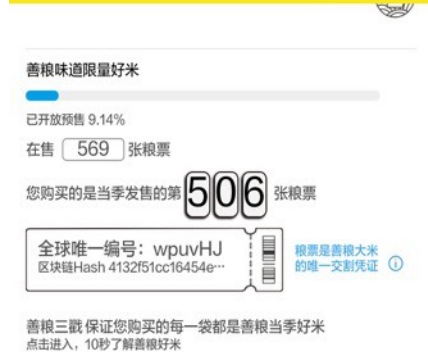 善粮味道限量好米
已开放预售 9.14%
在售 569 张粮票
您购买的是当季发售的第 506 张粮票
全球唯一编号：wpuvHJ
区块链Hash 4132f51cc16454e…
粮票是善粮大米
的唯一交割凭证
善粮三戳 保证您购买的每一袋都是善粮当季好米
点击进入，10秒了解善粮好米